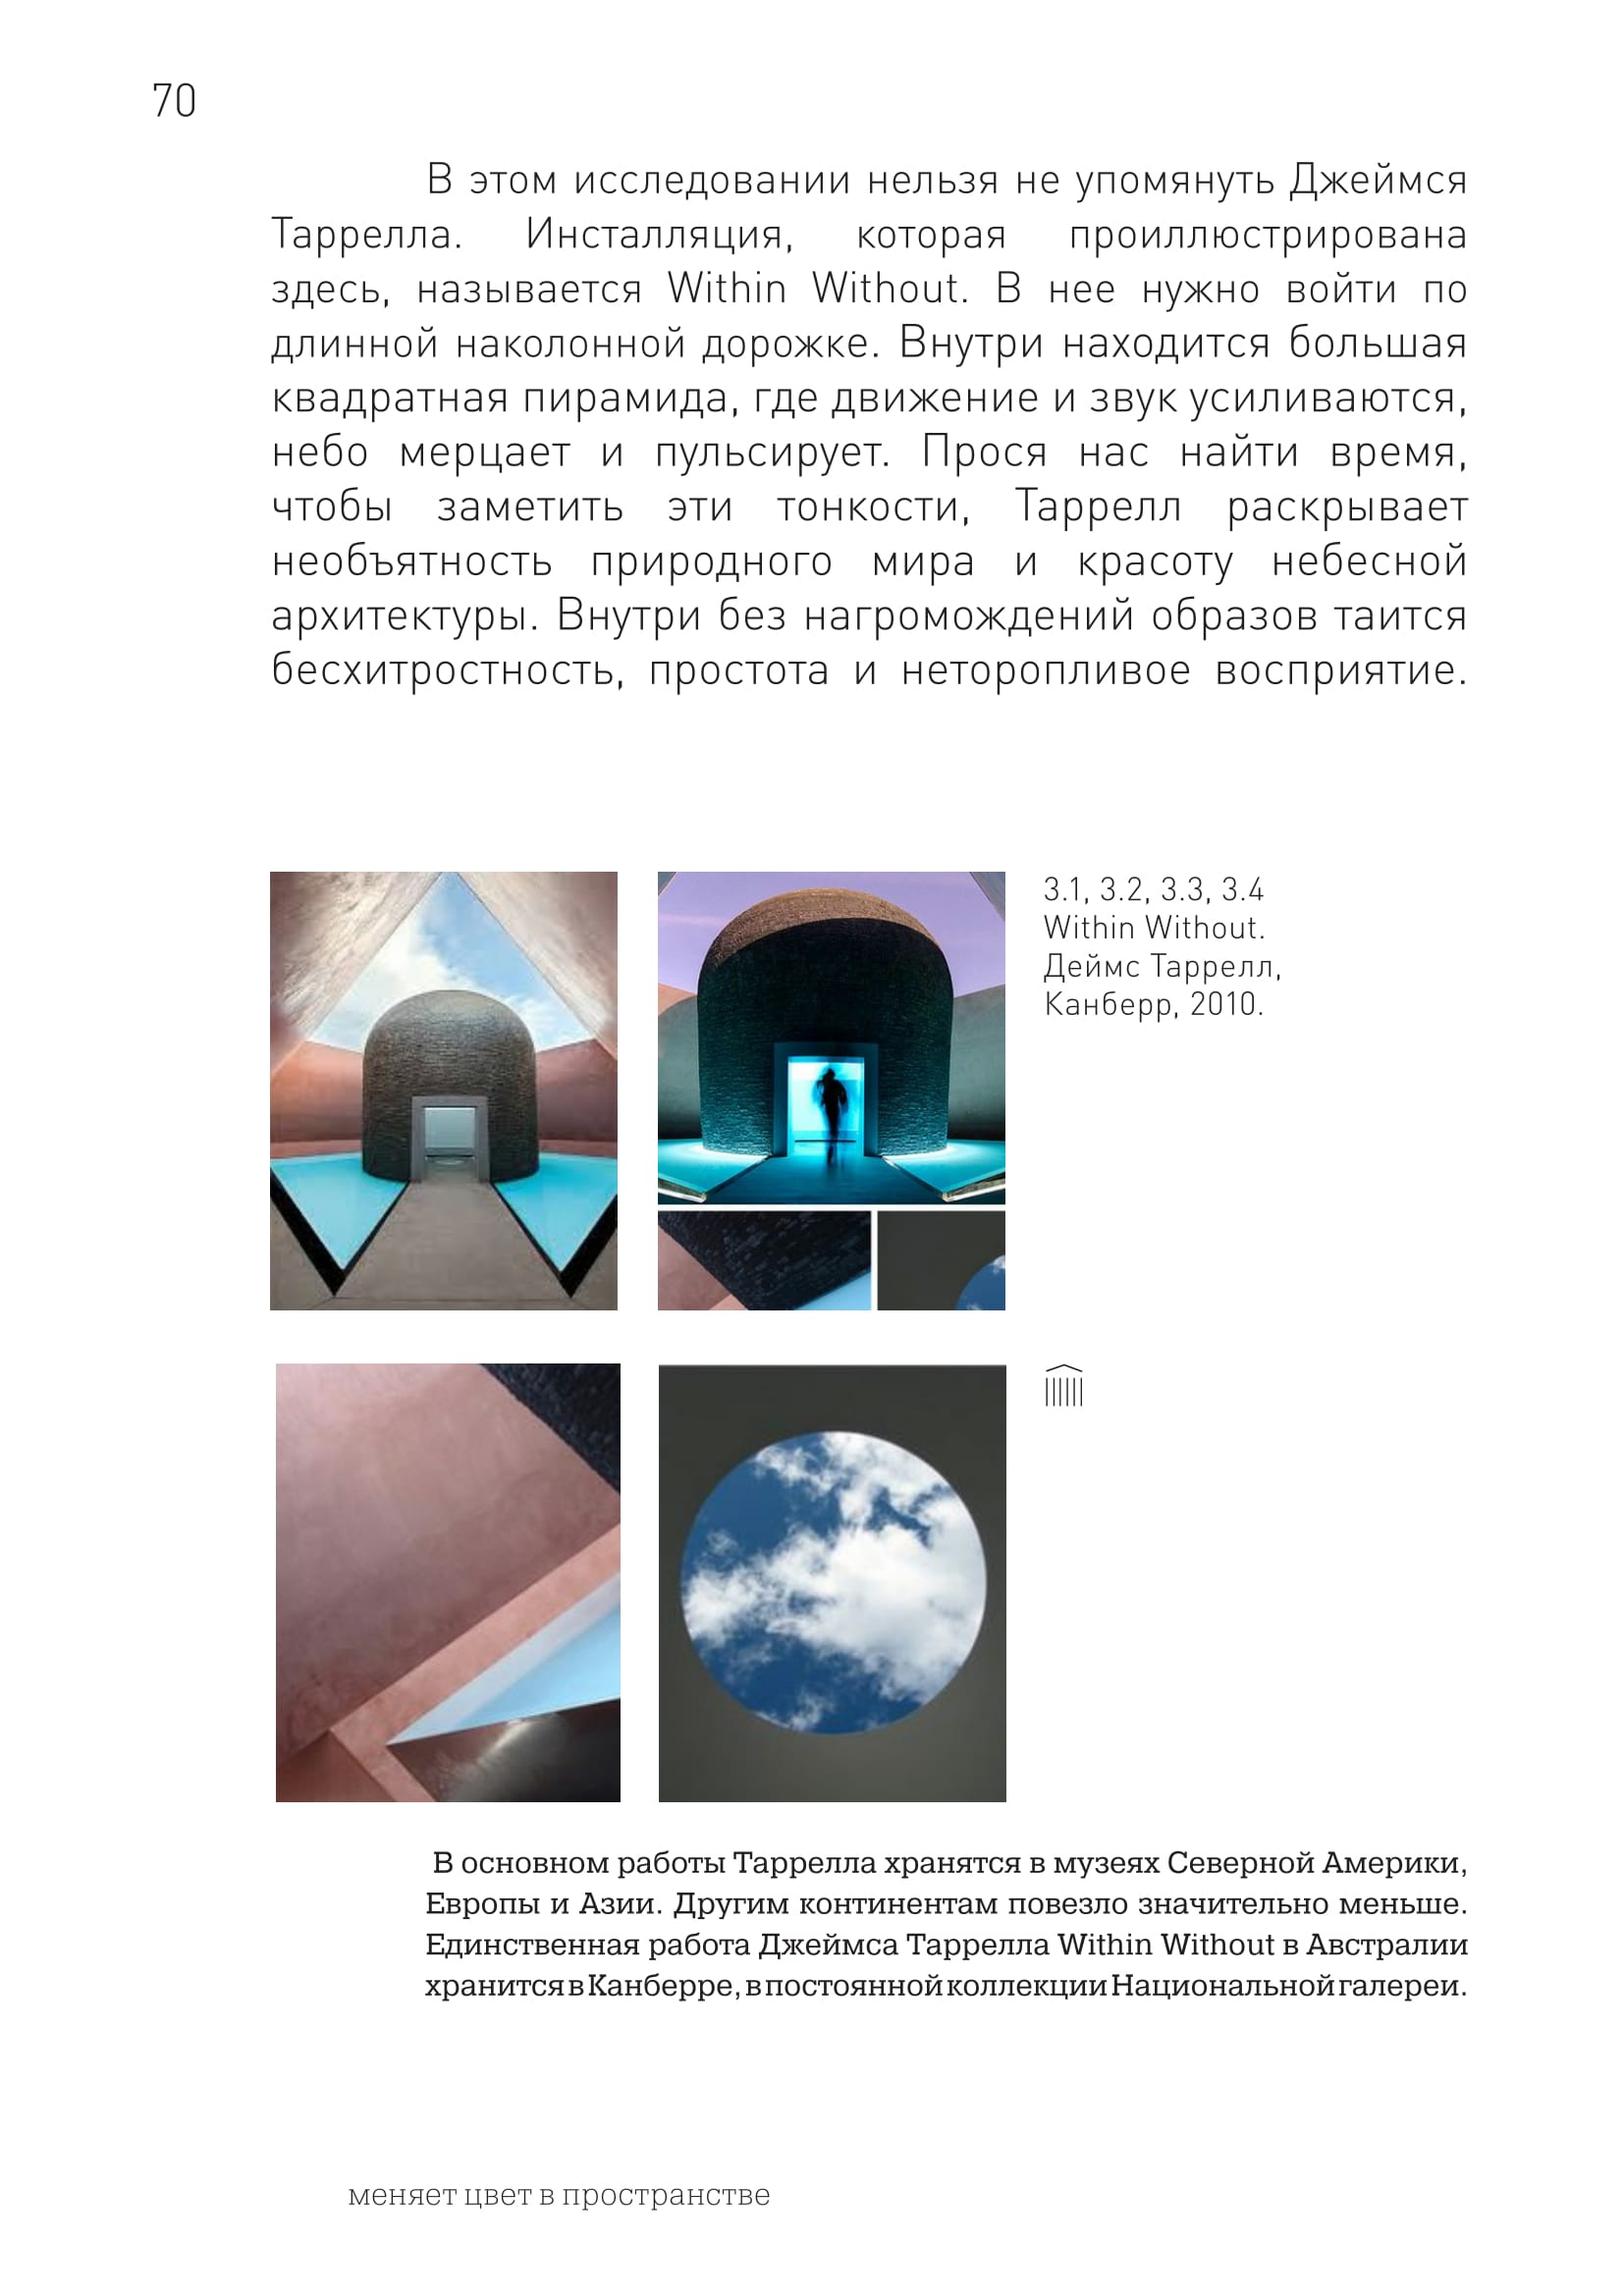 70
В этом исследовании нельзя не упомянуть Джеймся
Таррелла. Инсталляция, которая проиллюстрирована
здесь, называется Within Without. В нее нужно войти по
длинной наколонной дорожке. Внутри находится большая
квадратная пирамида, где движение и звук усиливаются,
небо мерцает и пульсирует. Прося нас найти время,
чтобы заметить эти тонкости, Таррелл раскрывает
необъятность природного мира и красоту небесной
архитектуры. Внутри без нагромождений образов таится
бесхитростность, простота и неторопливое восприятие.
3.1, 3.2, 3.3, 3.4
Within Without.
Деймс Таррелл,
Канберр, 2010.
В основном работы Таррелла хранятся в музеях Северной Америки,
Европы и Азии. Другим континентам повезло значительно меньше.
Единственная работа Джеймса Таррелла Within Without в Австралии
хранится в Канберре, в постоянной коллекции Национальной галереи.
меняет цвет в пространстве